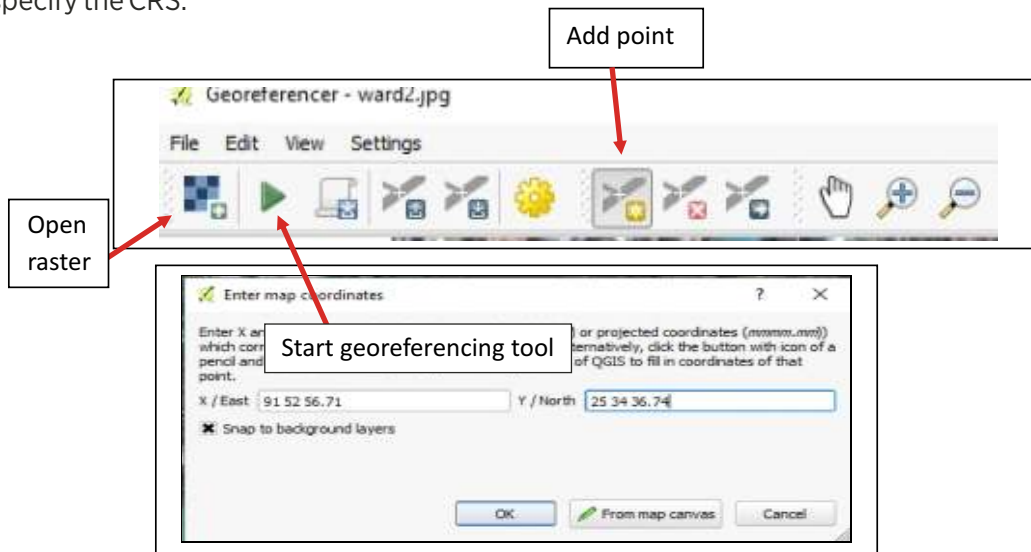 specify the CRS.
Add point
Georeferencer - ward2.jpg
File Edit View Settings
Open
raster
Enter map coordinates ? ×
Enter X an ) or projected coordinates (mmmm.mm))
which corr ternatively, click the button with icon of a
pencil and of QGIS to fill in coordinates of that
point.
Start georeferencing tool
X / East 91 52 56.71 Y / North 25 34 36.74
Snap to background layers
OK From map canvas Cancel